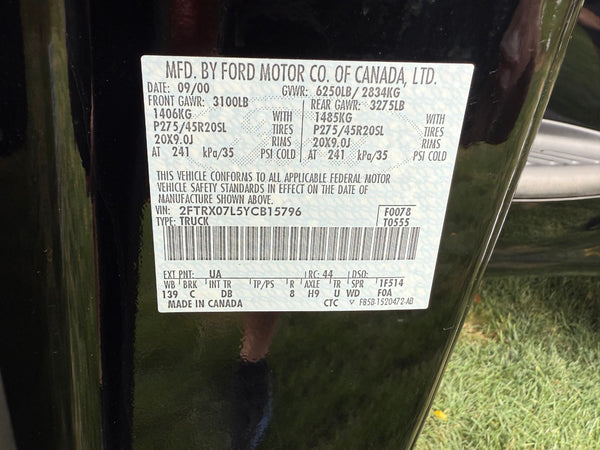 MFD. BY FORD MOTOR CO. OF CANADA, LTD.
DATE: 09/00 GVWR: 6250LB/ 2834KG
FRONT GAWR: 3100LB REAR GAWR: 3275LB
1406KG WITH 1485KG WITH
P275/45R20SL TIRES P275/45R20SL TIRES
20X9.0J RIMS 20X9.0J RIMS
AT 241 kPa/35 PSI COLD AT 241 kPa/35 PSI COLD
THIS VEHICLE CONFORMS TO ALL APPLICABLE FEDERAL MOTOR
VEHICLE SAFETY STANDARDS IN EFFECT ON THE DATE OF
MANUFACTURE SHOWN ABOVE.
VIN: 2FTRX07L5YCB15796 F0078
TYPE: TRUCK T0555
EXT PNT: UA RC: 44 DSO:
WB BRK INT TR TP/PS R AXLE TR SPR 1F514
139 C DB 8 H9 U WD F0A
MADE IN CANADA CTC F85B-1520472-AB